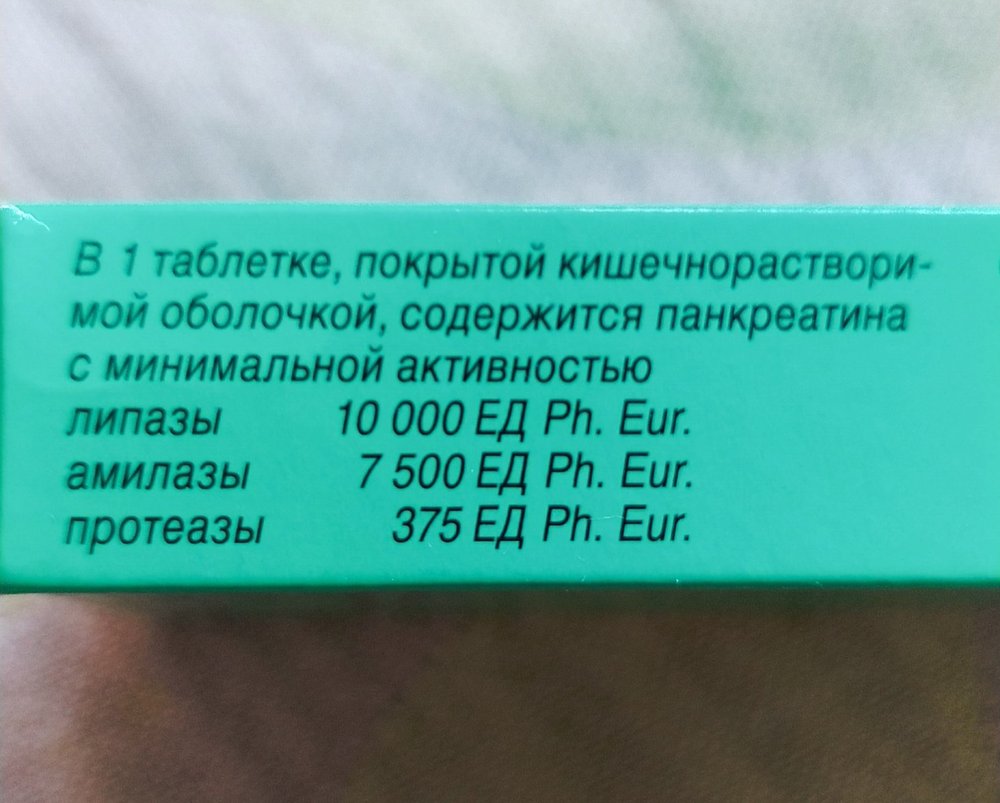 В 1 таблетке, покрытой кишечнораствори-
мой оболочкой, содержится панкреатина
с минимальной активностью
липазы 10 000 ЕД Ph. Eur.
амилазы 7 500 ЕД Ph. Eur.
протеазы 375 ЕД Ph. Eur.